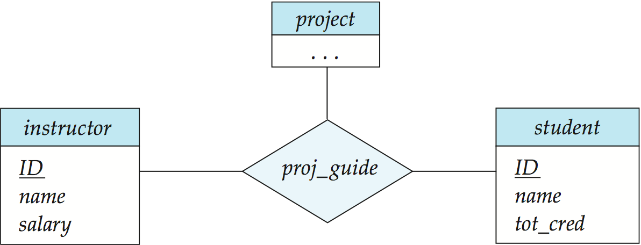 project
...
instructor
ID
name
salary
proj_guide
student
ID
name
tot_cred